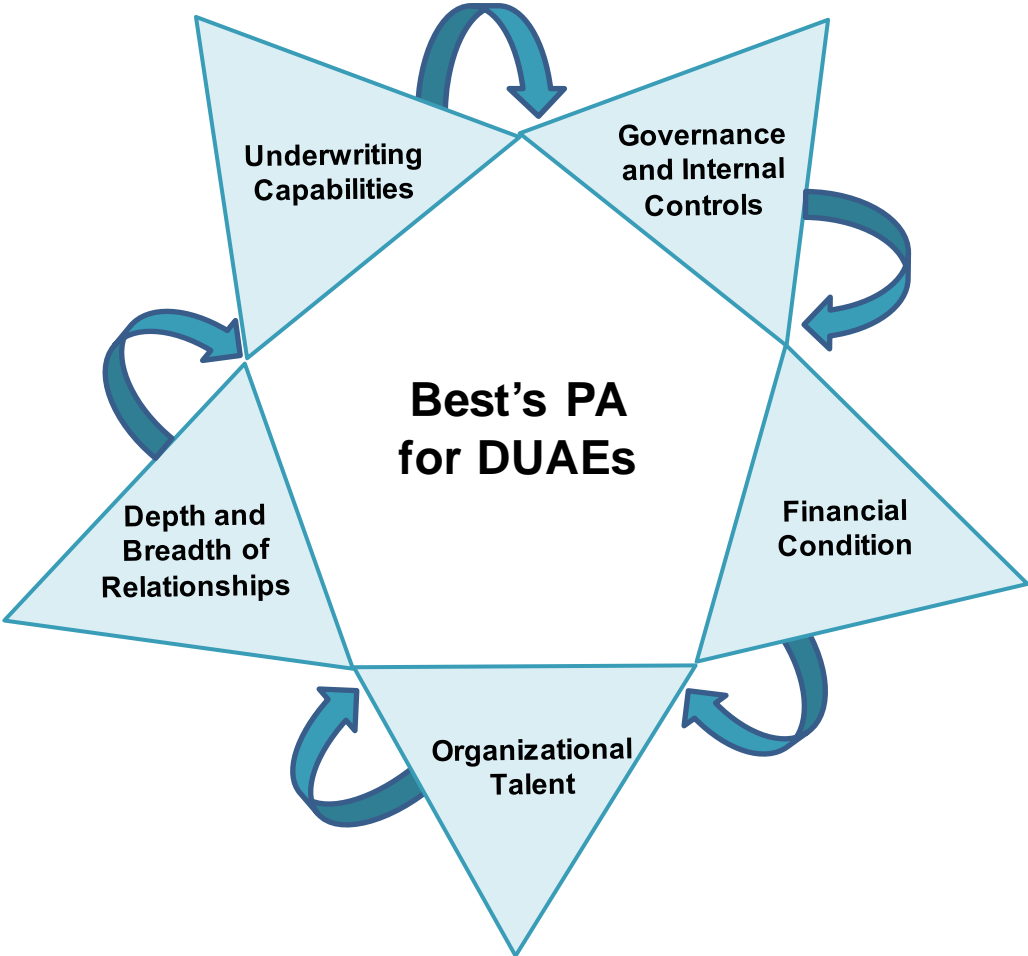 Underwriting
Capabilities
Governance
and Internal
Controls
Best’s PA
for DUAEs
Depth and
Breadth of
Relationships
Financial
Condition
Organizational
Talent